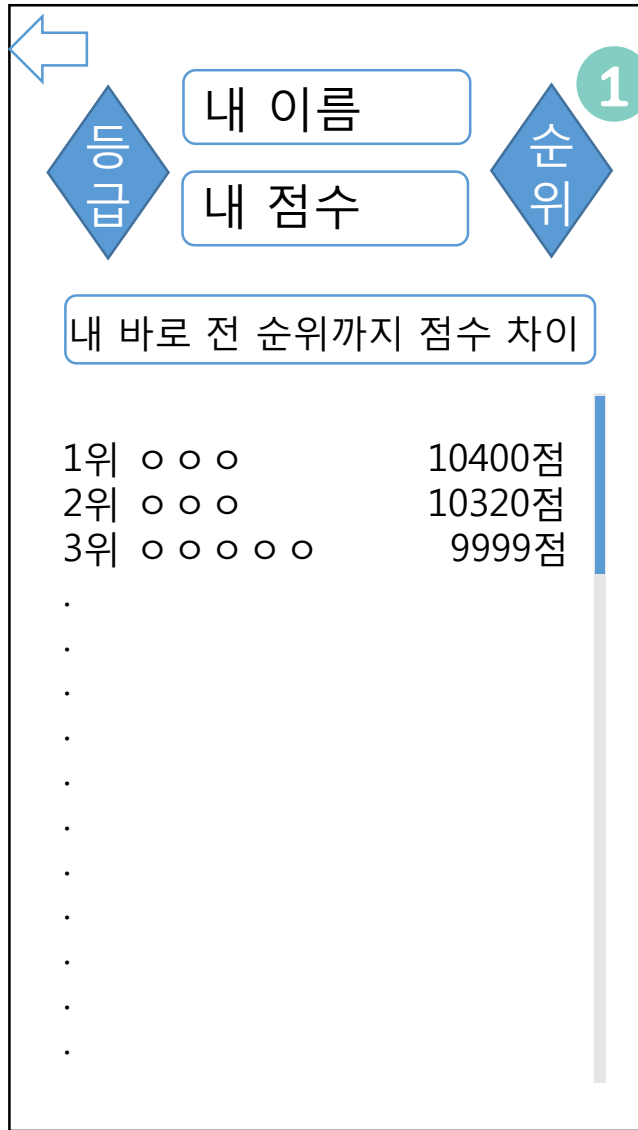 1
내 이름
등급
순위
내 점수
내 바로 전 순위까지 점수 차이
1위 ㅇㅇㅇ 10400점
2위 ㅇㅇㅇ 10320점
3위 ㅇㅇㅇㅇㅇ 9999점
.
.
.
.
.
.
.
.
.
.
.